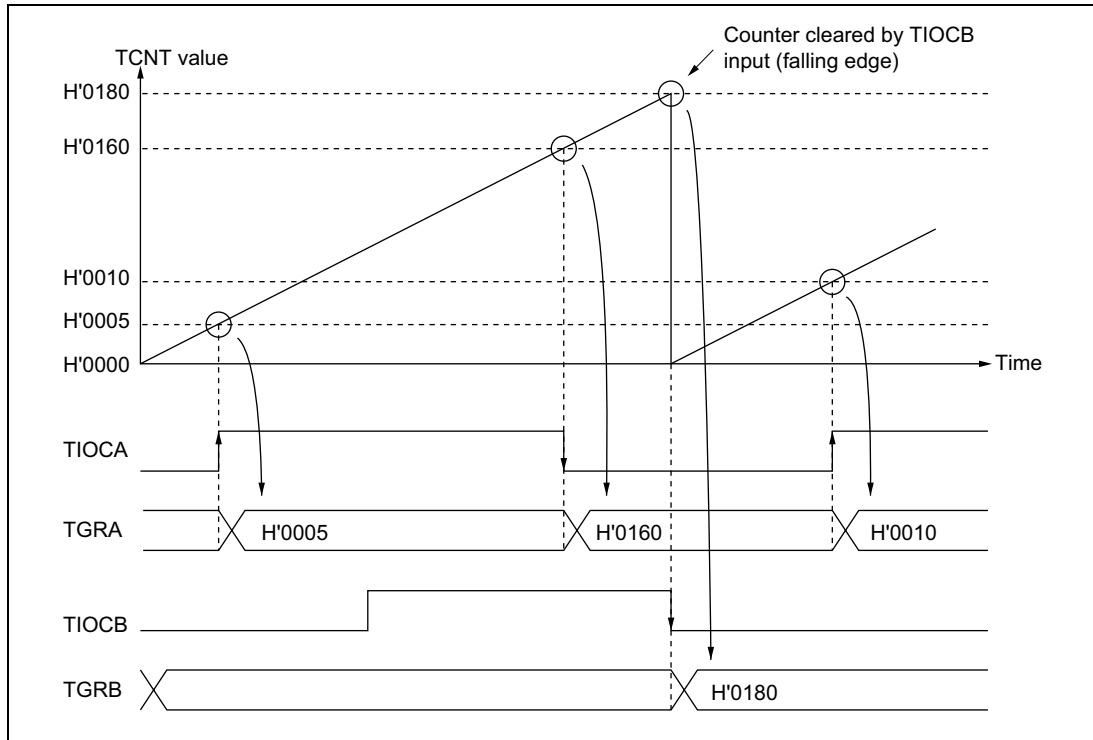 Counter cleared by TIOCB
input (falling edge)
TCNT value
H'0180
H'0160
H'0010
H'0005
H'0000
Time
TIOCA
TGRA
H'0005
H'0160
H'0010
TIOCB
TGRB
H'0180